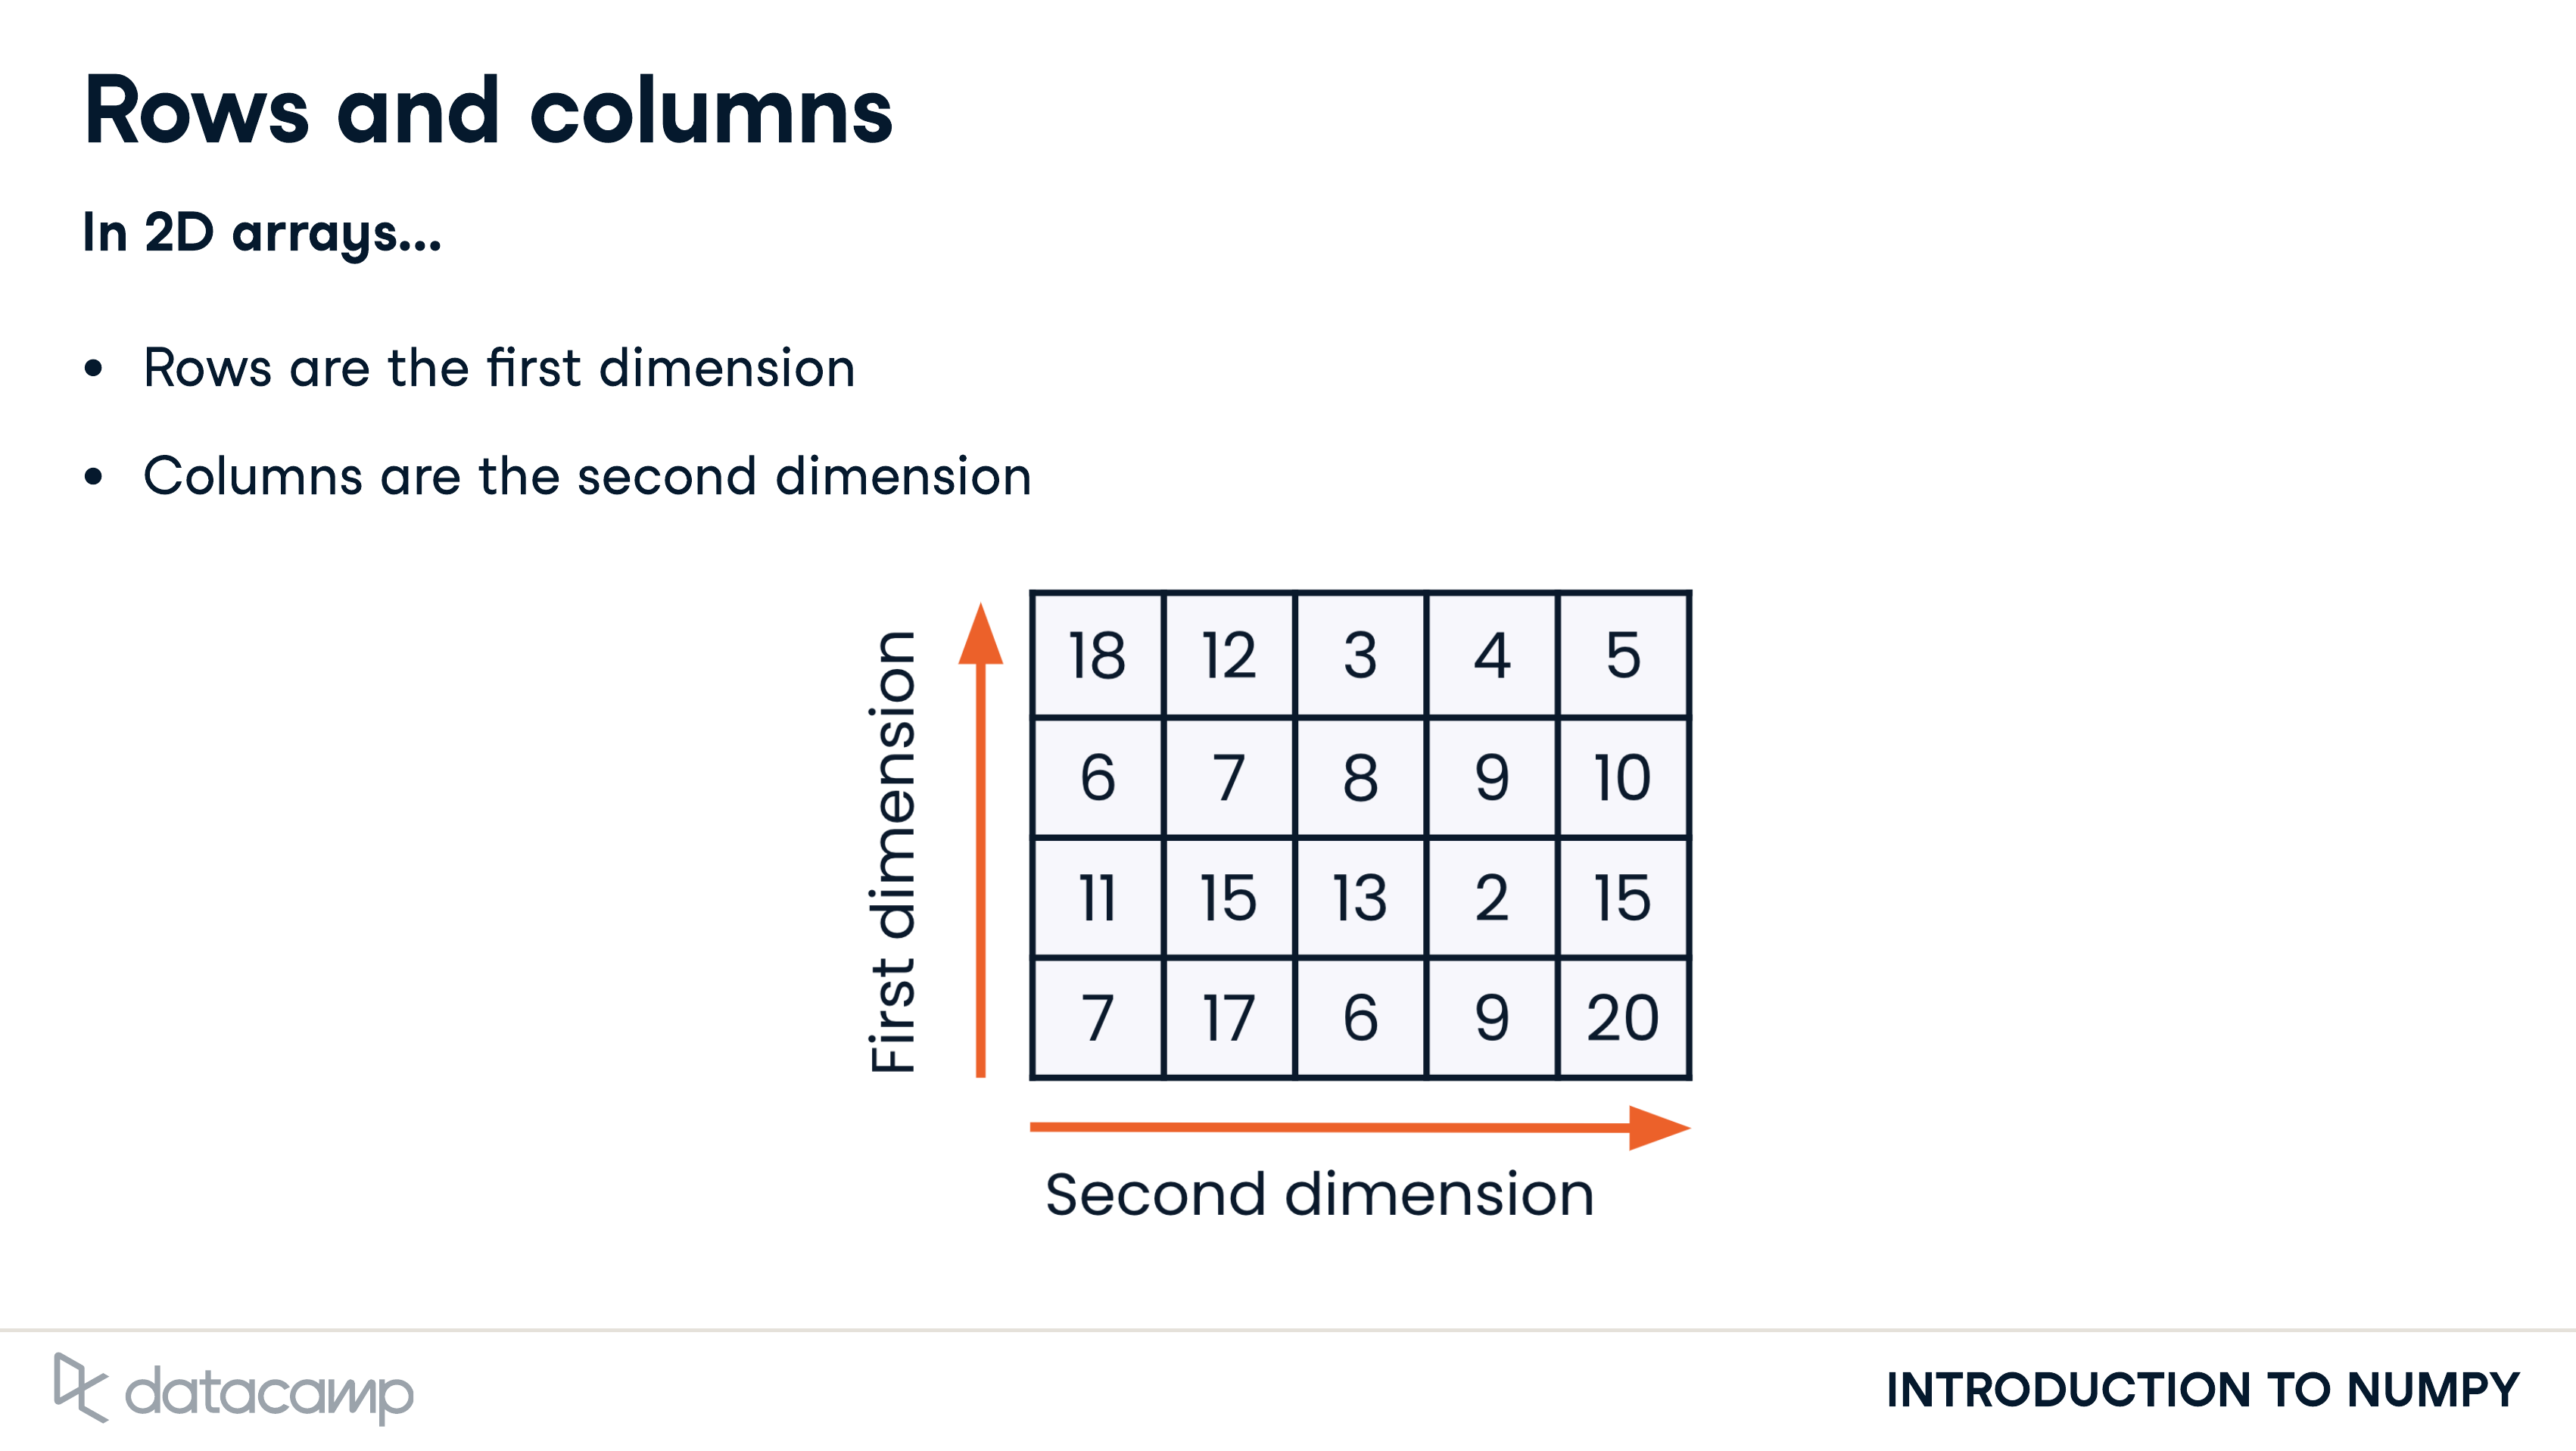 Rows and columns
In 2D arrays...
• Rows are the first dimension
• Columns are the second dimension
First dimension
18 12 3 4 5
6 7 8 9 10
11 15 13 2 15
7 17 6 9 20
Second dimension
datacamp
INTRODUCTION TO NUMPY